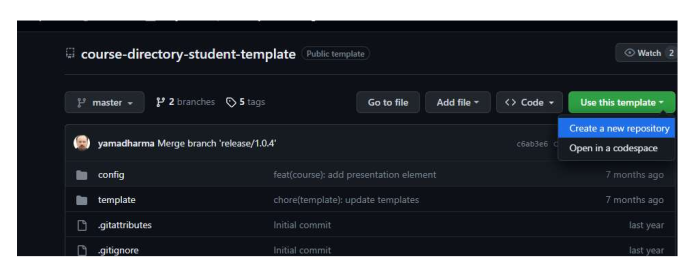 course-directory-student-template Public template Watch 2
master 2 branches 5 tags Go to file Add file <> Code Use this template
Create a new repository
yamadharma Merge branch 'release/1.0.4' c6ab3e6
Open in a codespace
config feat(course): add presentation element 7 months ago
template chore(template): update templates 7 months ago
.gitattributes Initial commit last year
.gitignore Initial commit last year